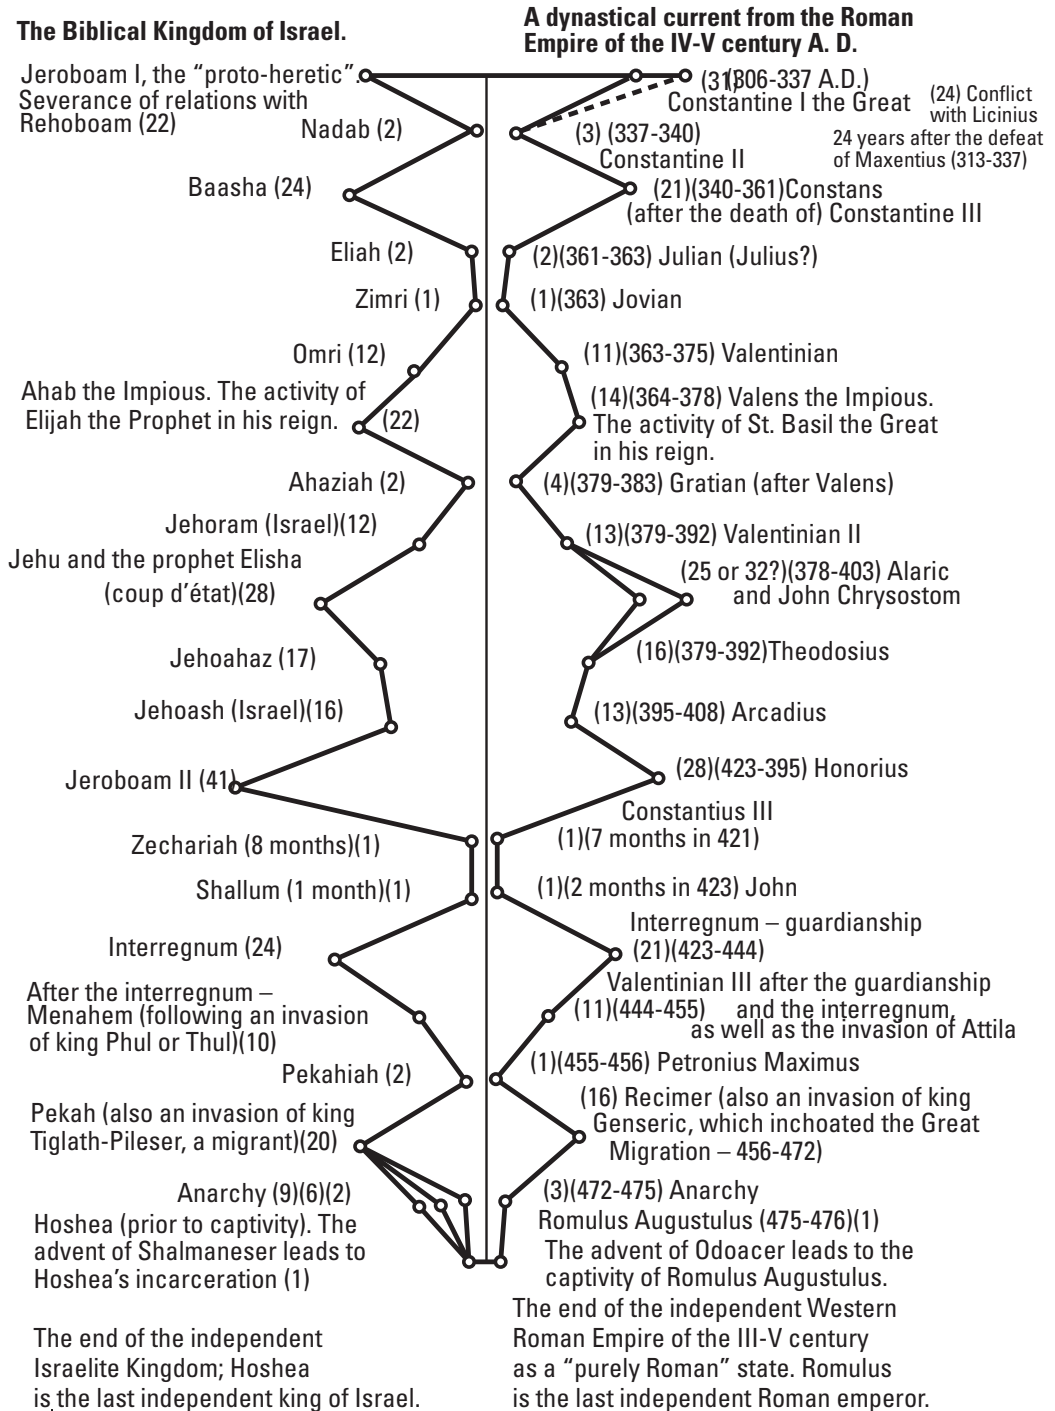 The Biblical Kingdom of Israel.
Jeroboam I, the “proto-heretic”.
Severance of relations with
Rehoboam (22)
Nadab (2)
Baasha (24)
Eliah (2)
Zimri (1)
Omri (12)
Ahab the Impious. The activity of
Elijah the Prophet in his reign. (22)
Ahaziah (2)
Jehoram (Israel)(12)
Jehu and the prophet Elisha
(coup d’état)(28)
Jehoahaz (17)
Jehoash (Israel)(16)
Jeroboam II (41)
Zechariah (8 months)(1)
Shallum (1 month)(1)
Interregnum (24)
After the interregnum –
Menahem (following an invasion
of king Phul or Thul)(10)
Pekahiah (2)
Pekah (also an invasion of king
Tiglath-Pileser, a migrant)(20)
Anarchy (9)(6)(2)
Hoshea (prior to captivity). The
advent of Shalmaneser leads to
Hoshea’s incarceration (1)
The end of the independent
Israelite Kingdom; Hoshea
is the last independent king of Israel.
A dynastical current from the Roman
Empire of the IV-V century A. D.
(31)(306-337 A.D.)
Constantine I the Great
(24) Conflict
with Licinius
24 years after the defeat
of Maxentius (313-337)
(3) (337-340)
Constantine II
(21)(340-361)Constans
(after the death of) Constantine III
(2)(361-363) Julian (Julius?)
(1)(363) Jovian
(11)(363-375) Valentinian
(14)(364-378) Valens the Impious.
The activity of St. Basil the Great
in his reign.
(4)(379-383) Gratian (after Valens)
(13)(379-392) Valentinian II
(25 or 32?)(378-403) Alaric
and John Chrysostom
(16)(379-392)Theodosius
(13)(395-408) Arcadius
(28)(423-395) Honorius
Constantius III
(1)(7 months in 421)
(1)(2 months in 423) John
Interregnum – guardianship
(21)(423-444)
Valentinian III after the guardianship
(11)(444-455) and the interregnum,
as well as the invasion of Attila
(1)(455-456) Petronius Maximus
(16) Recimer (also an invasion of king
Genseric, which inchoated the Great
Migration – 456-472)
(3)(472-475) Anarchy
Romulus Augustulus (475-476)(1)
The advent of Odoacer leads to the
captivity of Romulus Augustulus.
The end of the independent Western
Roman Empire of the III-V century
as a “purely Roman” state. Romulus
is the last independent Roman emperor.